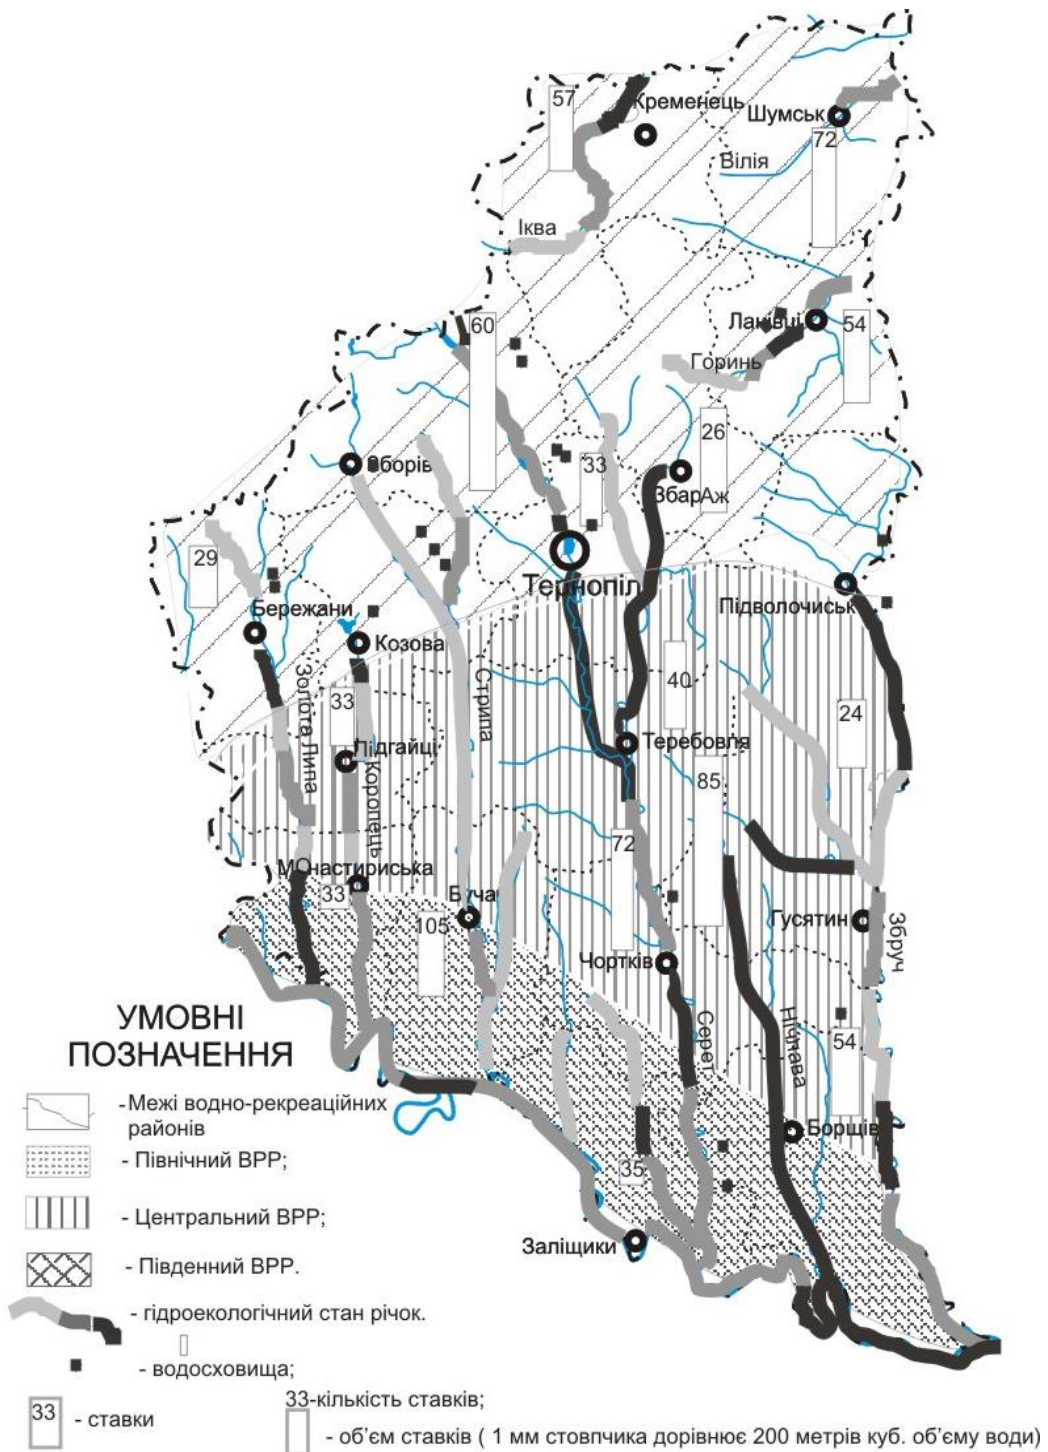 57
Кременець
Шумськ
72
Вілія
Іква
60
Ланівці
54
Горинь
26
Зборів
33
ЗбарАж
29
Тернопіл
Підволочиськ
Бережани
Козова
Золота Липа
33
Стрипа
40
24
Підгайці
Коропець
Теребовля
85
72
МОнастириська
33
Буча
105
Гусятин
Збруч
Чортків
Серет
Нічлава
54
Борщів
35
Заліщики
УМОВНІ
ПОЗНАЧЕННЯ
-Межі водно-рекреаційних
районів
- Північний ВРР;
- Центральний ВРР;
- Південний ВРР.
- гідроекологічний стан річок.
- водосховища;
33
- ставки
33-кількість ставків;
- об'єм ставків ( 1 мм стовпчика дорівнює 200 метрів куб. об'єму води)